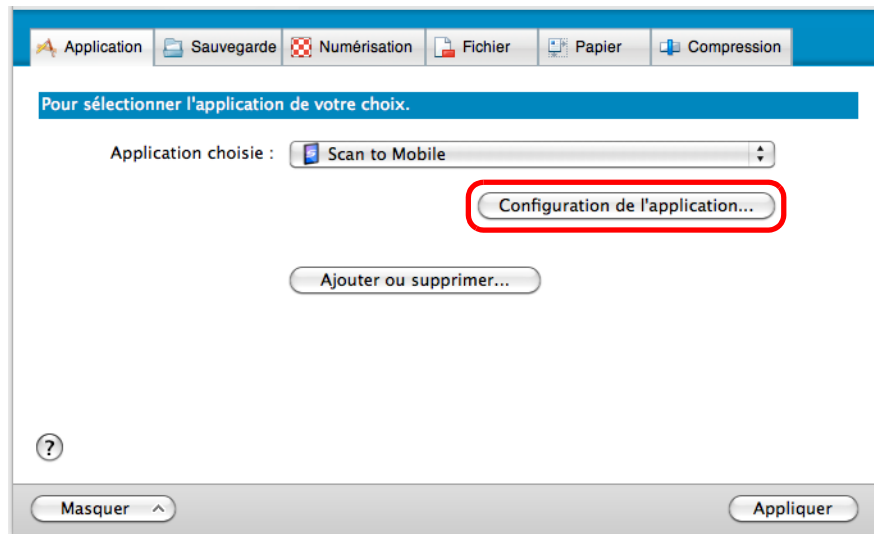 Application Sauvegarde Numérisation Fichier Papier Compression
Pour sélectionner l'application de votre choix.
Application choisie : Scan to Mobile
Configuration de l'application...
Ajouter ou supprimer...
?
Masquer Appliquer